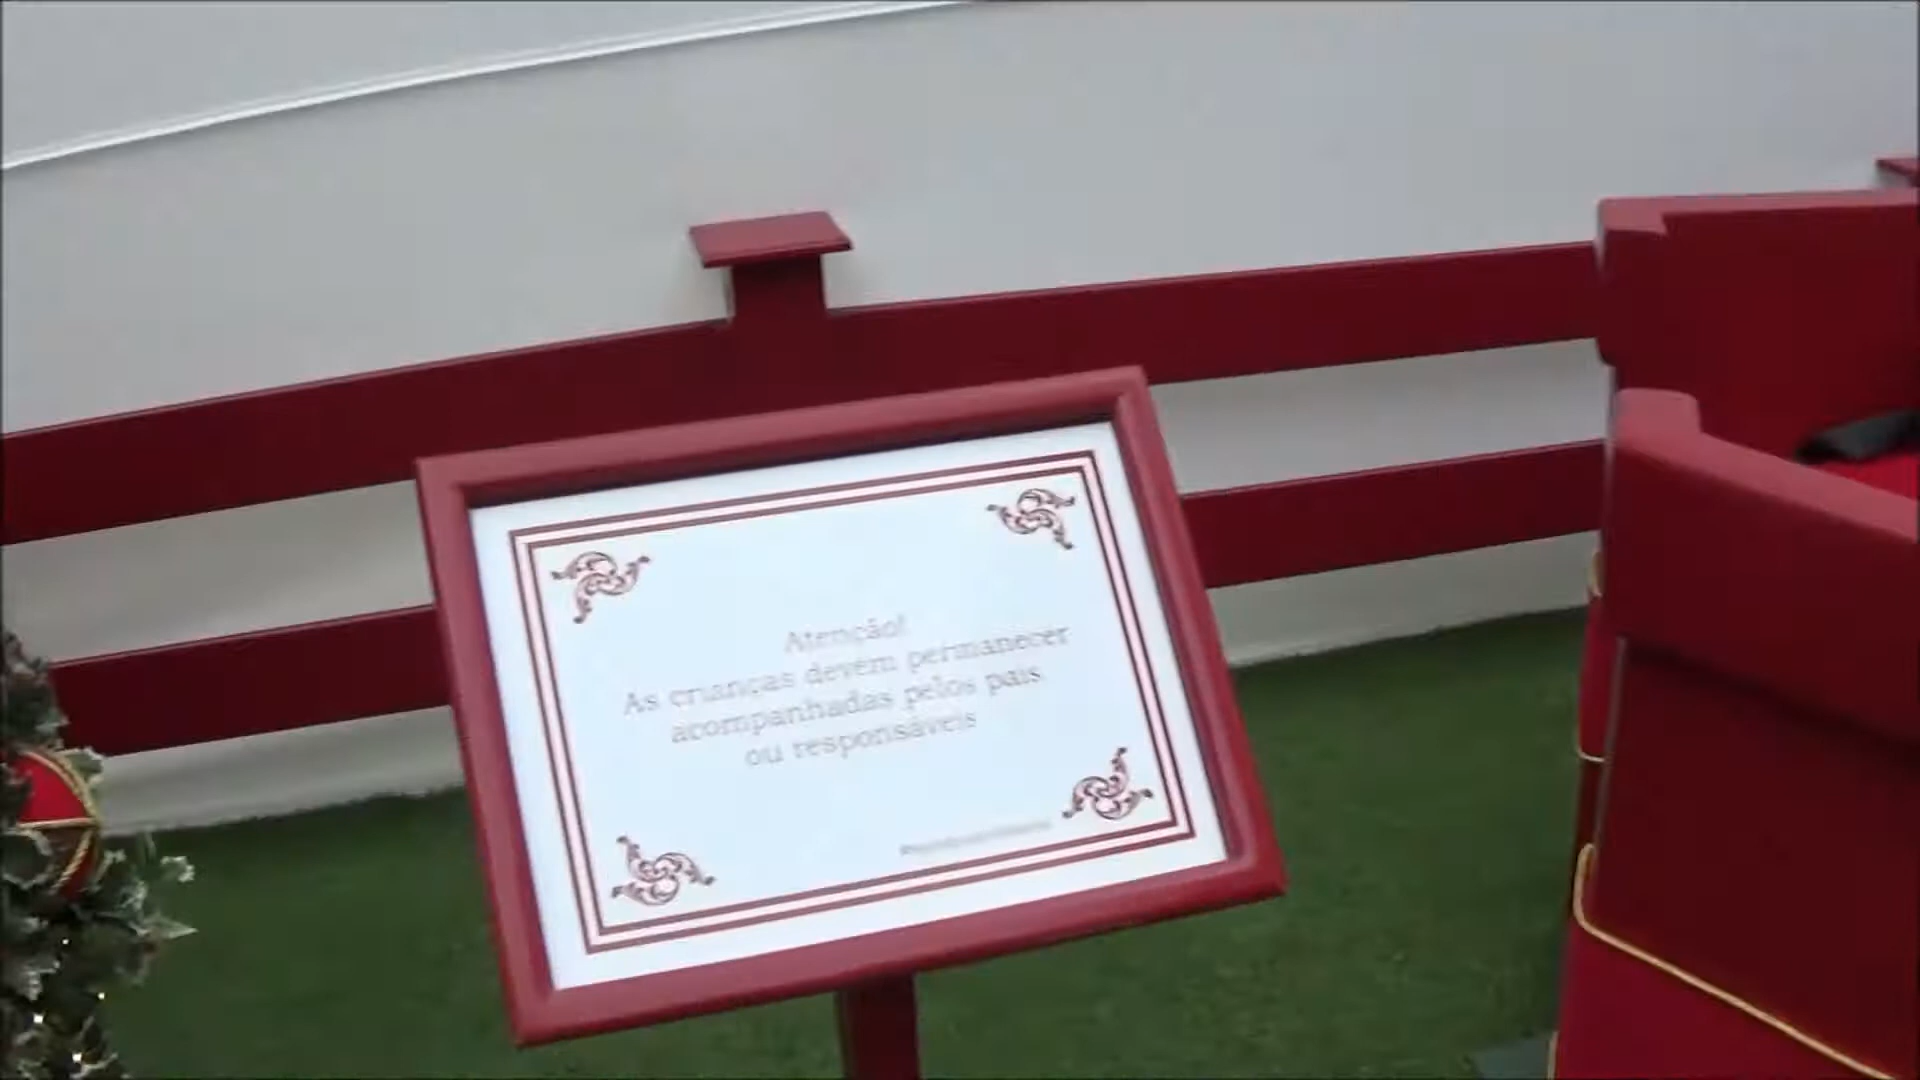 Atenção!
As crianças devem permanecer
acompanhadas pelos pais
ou responsáveis